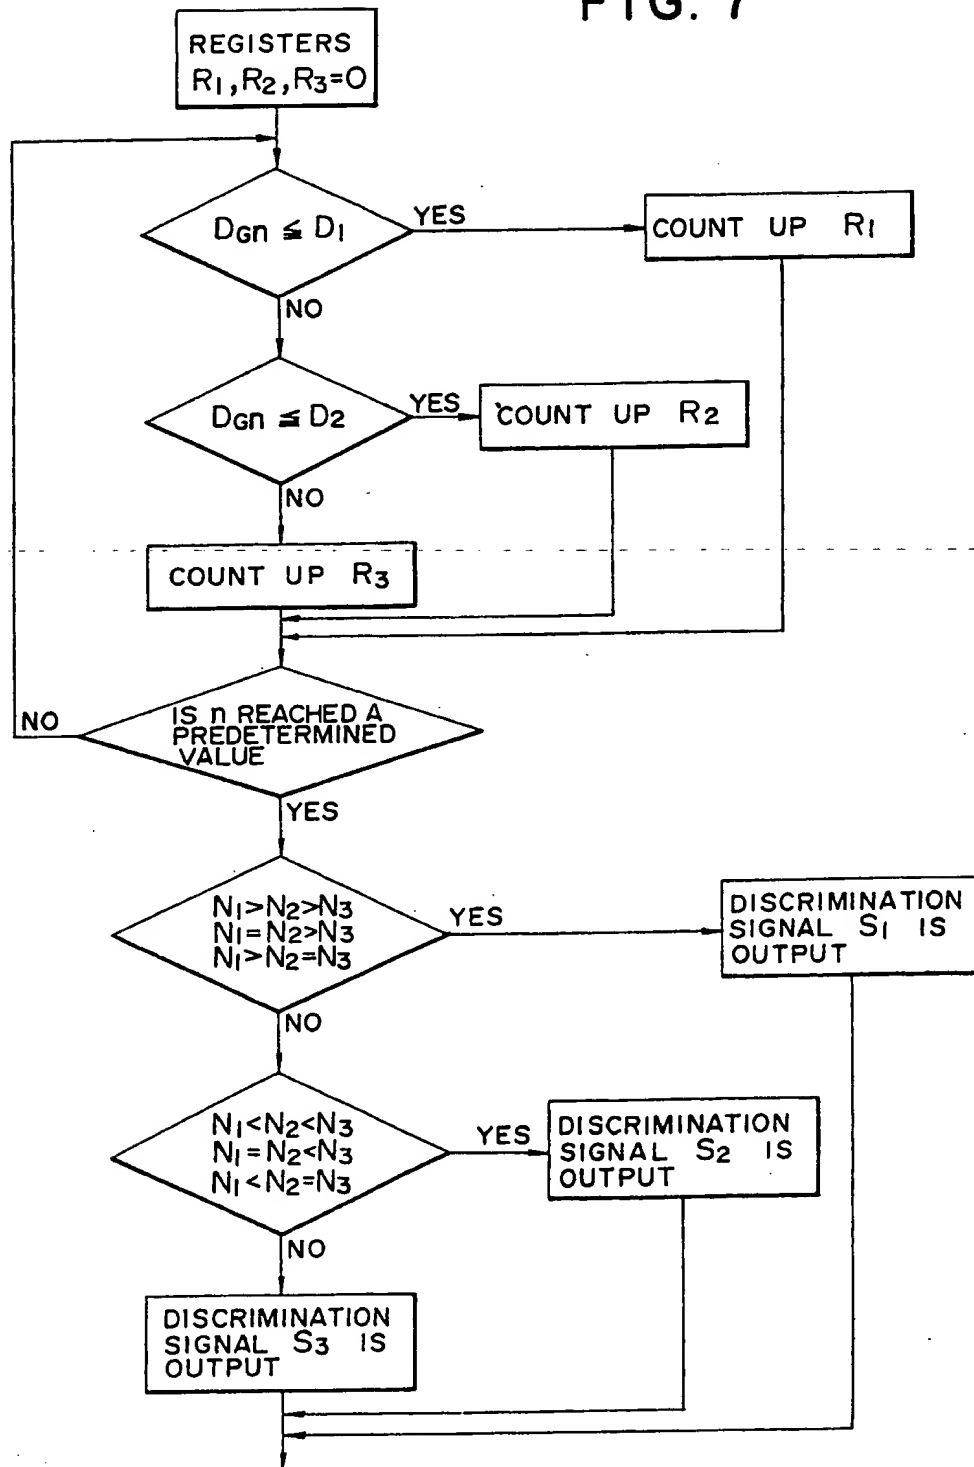 FIG. 7
REGISTERS
R1, R2, R3=0
DGn ≦ D1
YES
COUNT UP R1
NO
DGn ≦ D2
YES
COUNT UP R2
NO
COUNT UP R3
IS n REACHED A
PREDETERMINED
VALUE
NO
YES
N1>N2>N3
N1=N2>N3
N1>N2=N3
YES
DISCRIMINATION
SIGNAL S1 IS
OUTPUT
NO
N1<N2<N3
N1=N2<N3
N1<N2=N3
YES
DISCRIMINATION
SIGNAL S2 IS
OUTPUT
NO
DISCRIMINATION
SIGNAL S3 IS
OUTPUT